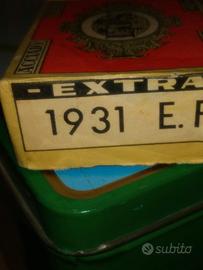 -EXTRA
1931 E. F
subito